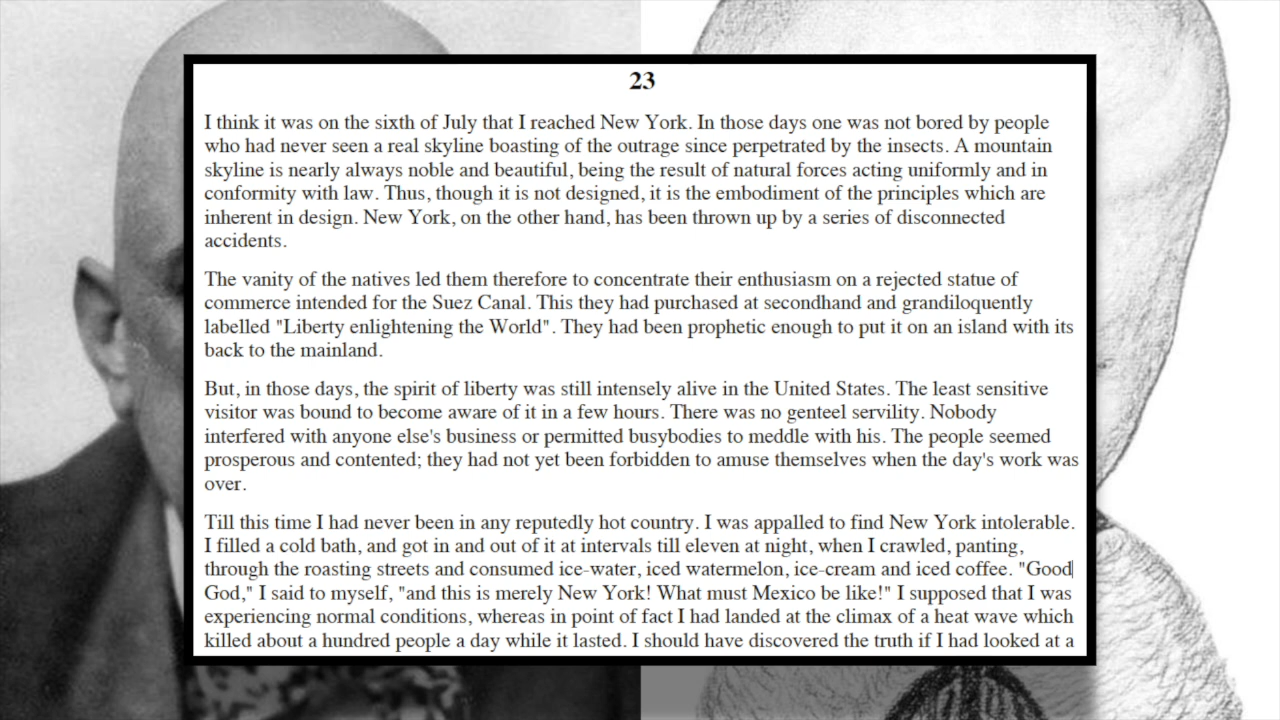 23
I think it was on the sixth of July that I reached New York. In those days one was not bored by people
who had never seen a real skyline boasting of the outrage since perpetrated by the insects. A mountain
skyline is nearly always noble and beautiful, being the result of natural forces acting uniformly and in
conformity with law. Thus, though it is not designed, it is the embodiment of the principles which are
inherent in design. New York, on the other hand, has been thrown up by a series of disconnected
accidents.
The vanity of the natives led them therefore to concentrate their enthusiasm on a rejected statue of
commerce intended for the Suez Canal. This they had purchased at secondhand and grandiloquently
labelled "Liberty enlightening the World". They had been prophetic enough to put it on an island with its
back to the mainland.
But, in those days, the spirit of liberty was still intensely alive in the United States. The least sensitive
visitor was bound to become aware of it in a few hours. There was no genteel servility. Nobody
interfered with anyone else's business or permitted busybodies to meddle with his. The people seemed
prosperous and contented; they had not yet been forbidden to amuse themselves when the day's work was
over.
Till this time I had never been in any reputedly hot country. I was appalled to find New York intolerable.
I filled a cold bath, and got in and out of it at intervals till eleven at night, when I crawled, panting,
through the roasting streets and consumed ice-water, iced watermelon, ice-cream and iced coffee. "Good
God," I said to myself, "and this is merely New York! What must Mexico be like!" I supposed that I was
experiencing normal conditions, whereas in point of fact I had landed at the climax of a heat wave which
killed about a hundred people a day while it lasted. I should have discovered the truth if I had looked at a